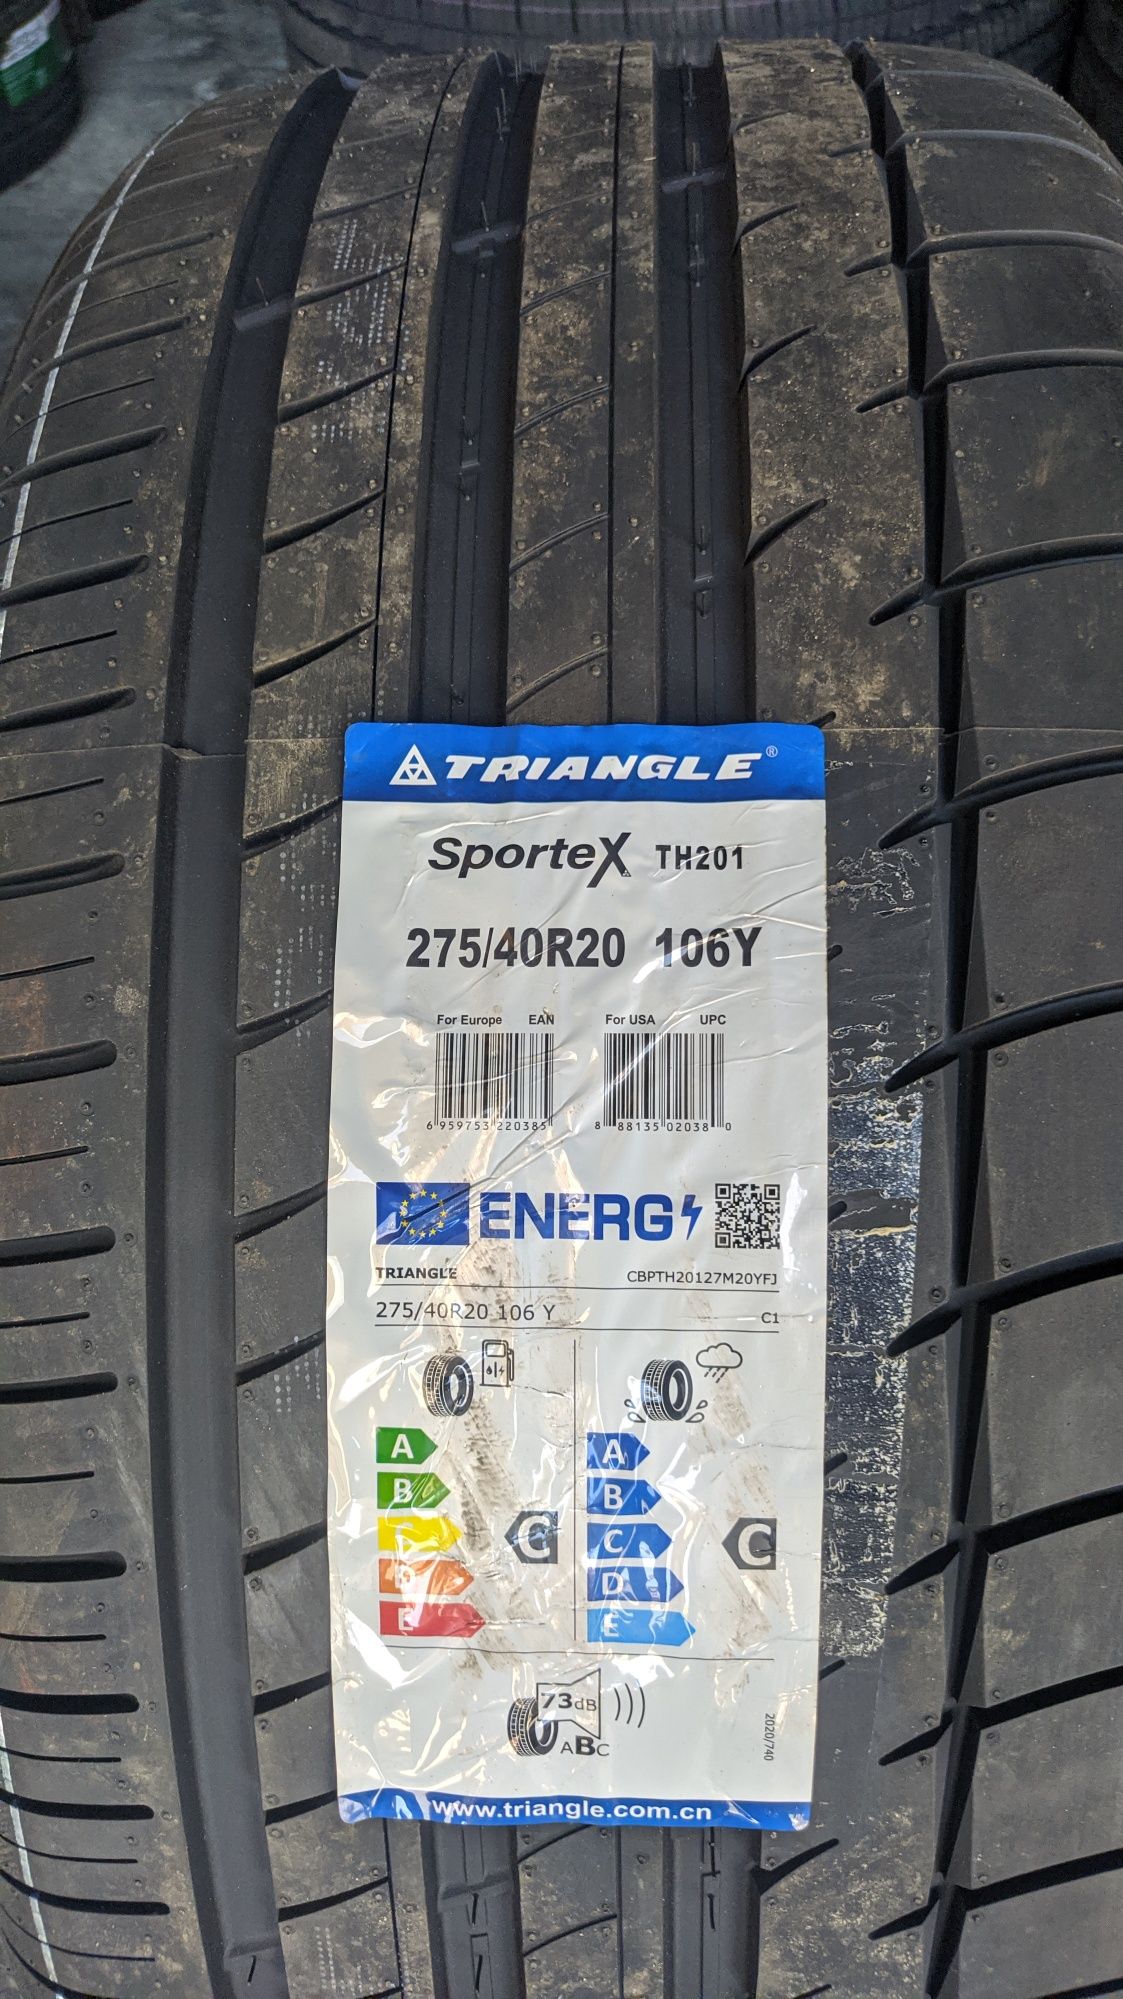 TRIANGLE®
SporteX TH201
275/40R20 106Y
For Europe EAN
For USA UPC
6 959753 220385
8 88135 02038 0
ENERG
TRIANGLE
CBPTH20127M20YFJ
275/40R20 106 Y
C1
A
B
D
E
C
A
B
C
D
E
C
73dB
ABC
2020/740
www.triangle.com.cn